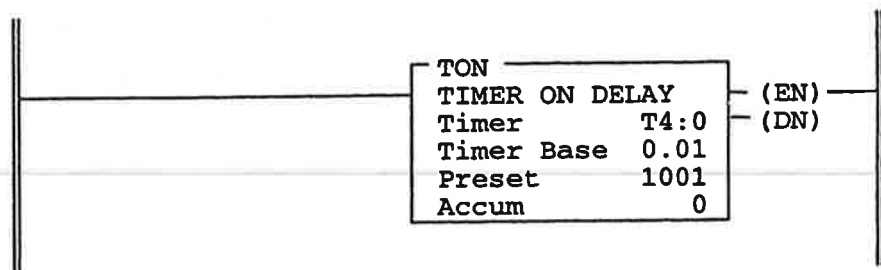 TON
TIMER ON DELAY (EN)
Timer T4:0 (DN)
Timer Base 0.01
Preset 1001
Accum 0